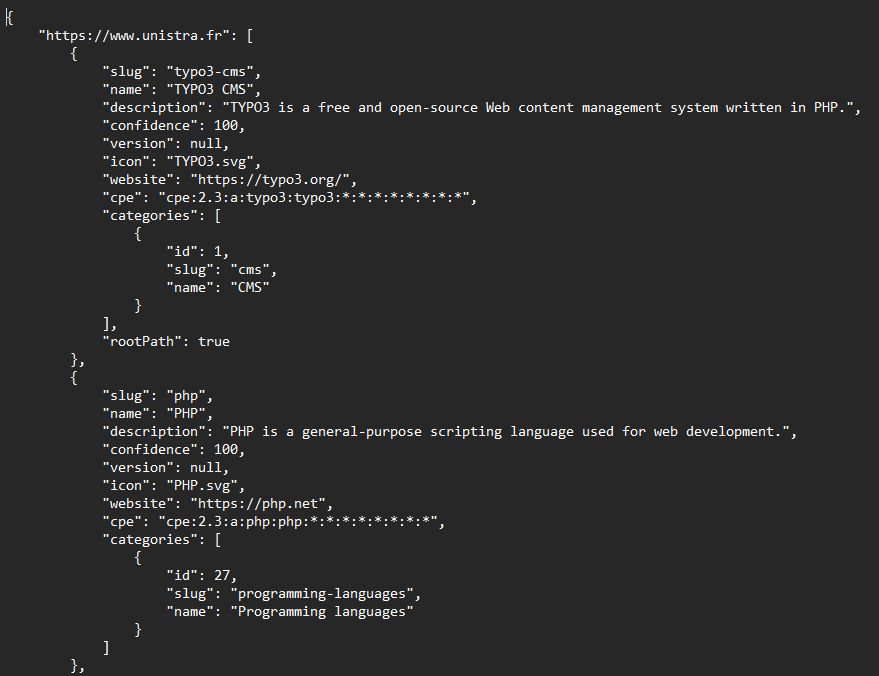 {
    "https://www.unistra.fr": [
        {
            "slug": "typo3-cms",
            "name": "TYPO3 CMS",
            "description": "TYPO3 is a free and open-source Web content management system written in PHP.",
            "confidence": 100,
            "version": null,
            "icon": "TYPO3.svg",
            "website": "https://typo3.org/",
            "cpe": "cpe:2.3:a:typo3:typo3:*:*:*:*:*:*:*:*",
            "categories": [
                {
                    "id": 1,
                    "slug": "cms",
                    "name": "CMS"
                }
            ],
            "rootPath": true
        },
        {
            "slug": "php",
            "name": "PHP",
            "description": "PHP is a general-purpose scripting language used for web development.",
            "confidence": 100,
            "version": null,
            "icon": "PHP.svg",
            "website": "https://php.net",
            "cpe": "cpe:2.3:a:php:php:*:*:*:*:*:*:*:*",
            "categories": [
                {
                    "id": 27,
                    "slug": "programming-languages",
                    "name": "Programming languages"
                }
            ]
        },